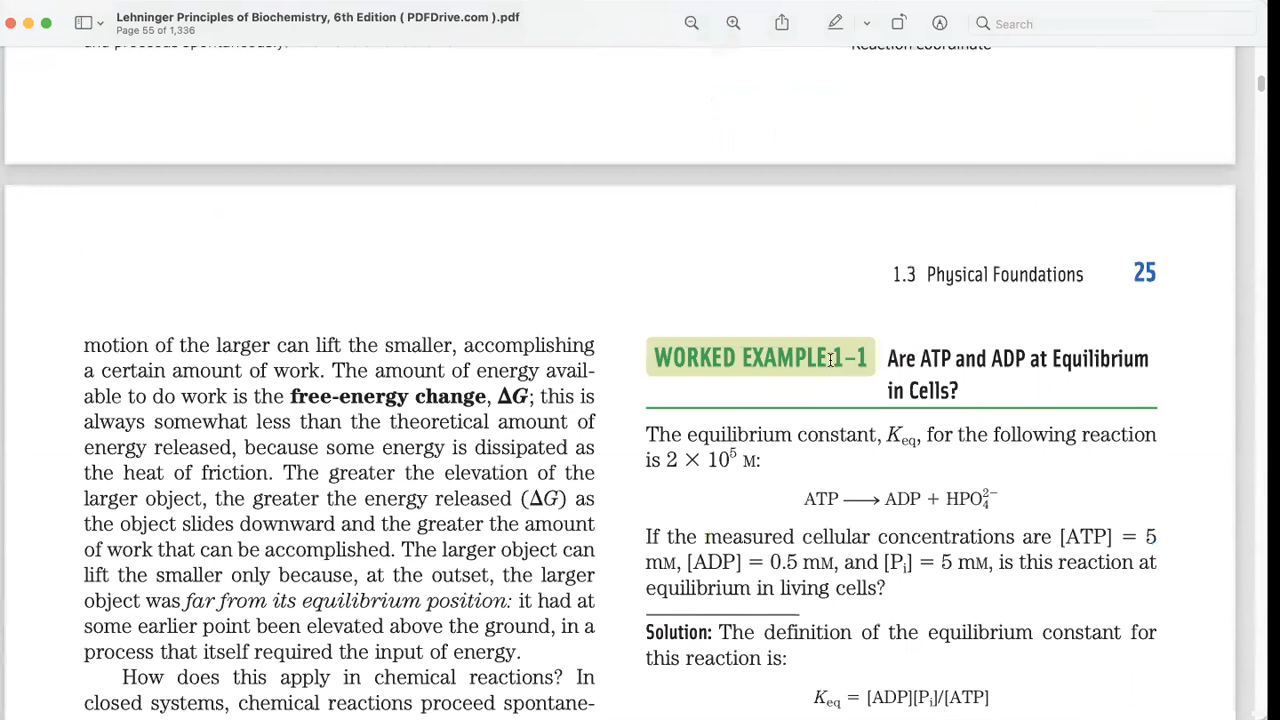 Lehninger Principles of Biochemistry, 6th Edition ( PDFDrive.com ).pdf
Page 55 of 1,336
Search
and proceeds spontaneously.
Reaction coordinate
1.3 Physical Foundations 25
motion of the larger can lift the smaller, accomplishing
a certain amount of work. The amount of energy avail-
able to do work is the free-energy change, ΔG; this is
always somewhat less than the theoretical amount of
energy released, because some energy is dissipated as
the heat of friction. The greater the elevation of the
larger object, the greater the energy released (ΔG) as
the object slides downward and the greater the amount
of work that can be accomplished. The larger object can
lift the smaller only because, at the outset, the larger
object was far from its equilibrium position: it had at
some earlier point been elevated above the ground, in a
process that itself required the input of energy.
How does this apply in chemical reactions? In
closed systems, chemical reactions proceed spontane-
WORKED EXAMPLE 1–1 Are ATP and ADP at Equilibrium
in Cells?
The equilibrium constant, Keq, for the following reaction
is 2 × 10⁵ M:
ATP ⟶ ADP + HPO₄²⁻
If the measured cellular concentrations are [ATP] = 5
mM, [ADP] = 0.5 mM, and [Pi] = 5 mM, is this reaction at
equilibrium in living cells?
Solution: The definition of the equilibrium constant for
this reaction is:
Keq = [ADP][Pi]/[ATP]